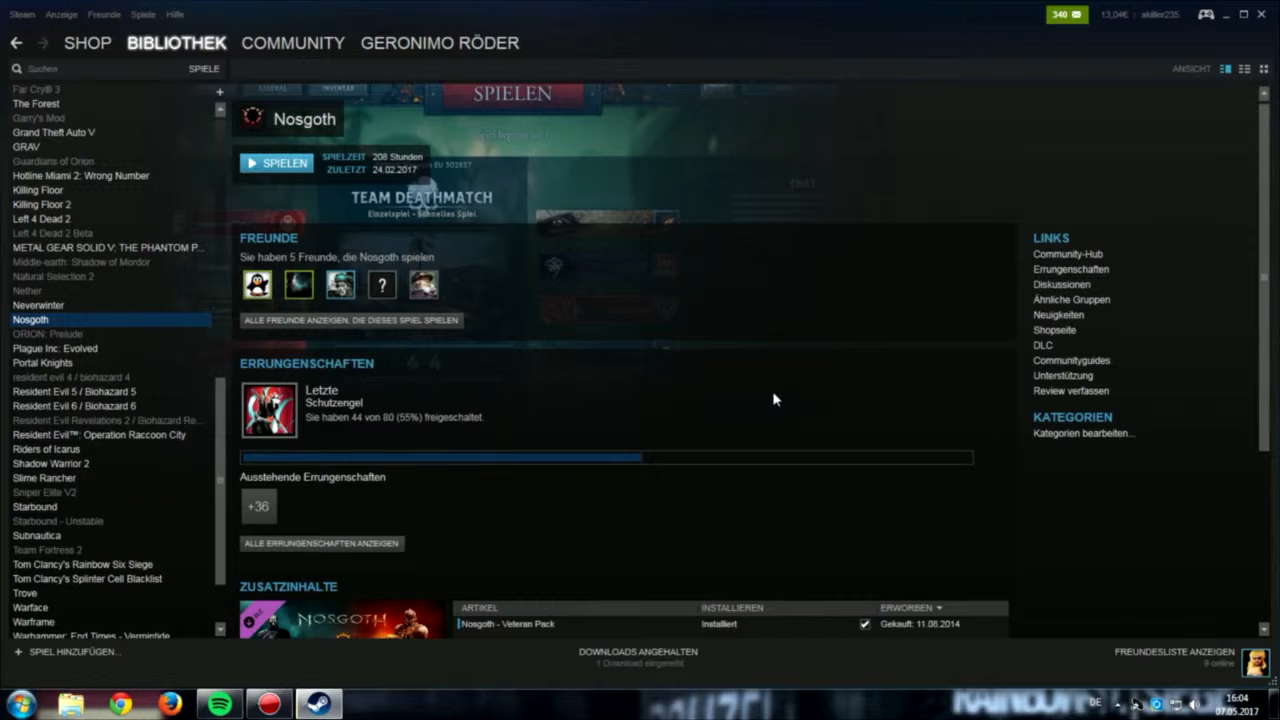 Steam Anzeige Freunde Spiele Hilfe
340 13,04€ akiller235
SHOP BIBLIOTHEK COMMUNITY GERONIMO RÖDER
Suchen SPIELE ANSICHT
Far Cry® 3
The Forest
Garry's Mod
Grand Theft Auto V
GRAV
Guardians of Orion
Hotline Miami 2: Wrong Number
Killing Floor
Killing Floor 2
Left 4 Dead 2
Left 4 Dead 2 Beta
METAL GEAR SOLID V: THE PHANTOM P...
Middle-earth: Shadow of Mordor
Natural Selection 2
Nether
Neverwinter
Nosgoth
ORION: Prelude
Plague Inc: Evolved
Portal Knights
resident evil 4 / biohazard 4
Resident Evil 5 / Biohazard 5
Resident Evil 6 / Biohazard 6
Resident Evil Revelations 2 / Biohazard Re...
Resident Evil™: Operation Raccoon City
Riders of Icarus
Shadow Warrior 2
Slime Rancher
Sniper Elite V2
Starbound
Starbound - Unstable
Subnautica
Team Fortress 2
Tom Clancy's Rainbow Six Siege
Tom Clancy's Splinter Cell Blacklist
Trove
Warface
Warframe
Warhammer: End Times - Vermintide
+ SPIEL HINZUFÜGEN...
SPIELEN
Nosgoth
SPIELEN SPIELZEIT 208 Stunden
ZULETZT 24.02.2017
TEAM DEATHMATCH
Einzelspiel - Schnelles Spiel
FREUNDE
Sie haben 5 Freunde, die Nosgoth spielen
?
ALLE FREUNDE ANZEIGEN, DIE DIESES SPIEL SPIELEN
ERRUNGENSCHAFTEN
Letzte
Schutzengel
Sie haben 44 von 80 (55%) freigeschaltet.
Ausstehende Errungenschaften
+36
ALLE ERRUNGENSCHAFTEN ANZEIGEN
ZUSATZINHALTE
NOSGOTH
ARTIKEL INSTALLIEREN ERWORBEN
Nosgoth - Veteran Pack Installiert Gekauft: 11.08.2014
LINKS
Community-Hub
Errungenschaften
Diskussionen
Ähnliche Gruppen
Neuigkeiten
Shopseite
DLC
Communityguides
Unterstützung
Review verfassen
KATEGORIEN
Kategorien bearbeiten...
DOWNLOADS ANGEHALTEN
1 Download eingereiht
FREUNDESLISTE ANZEIGEN
9 online
DE
16:04
07.05.2017